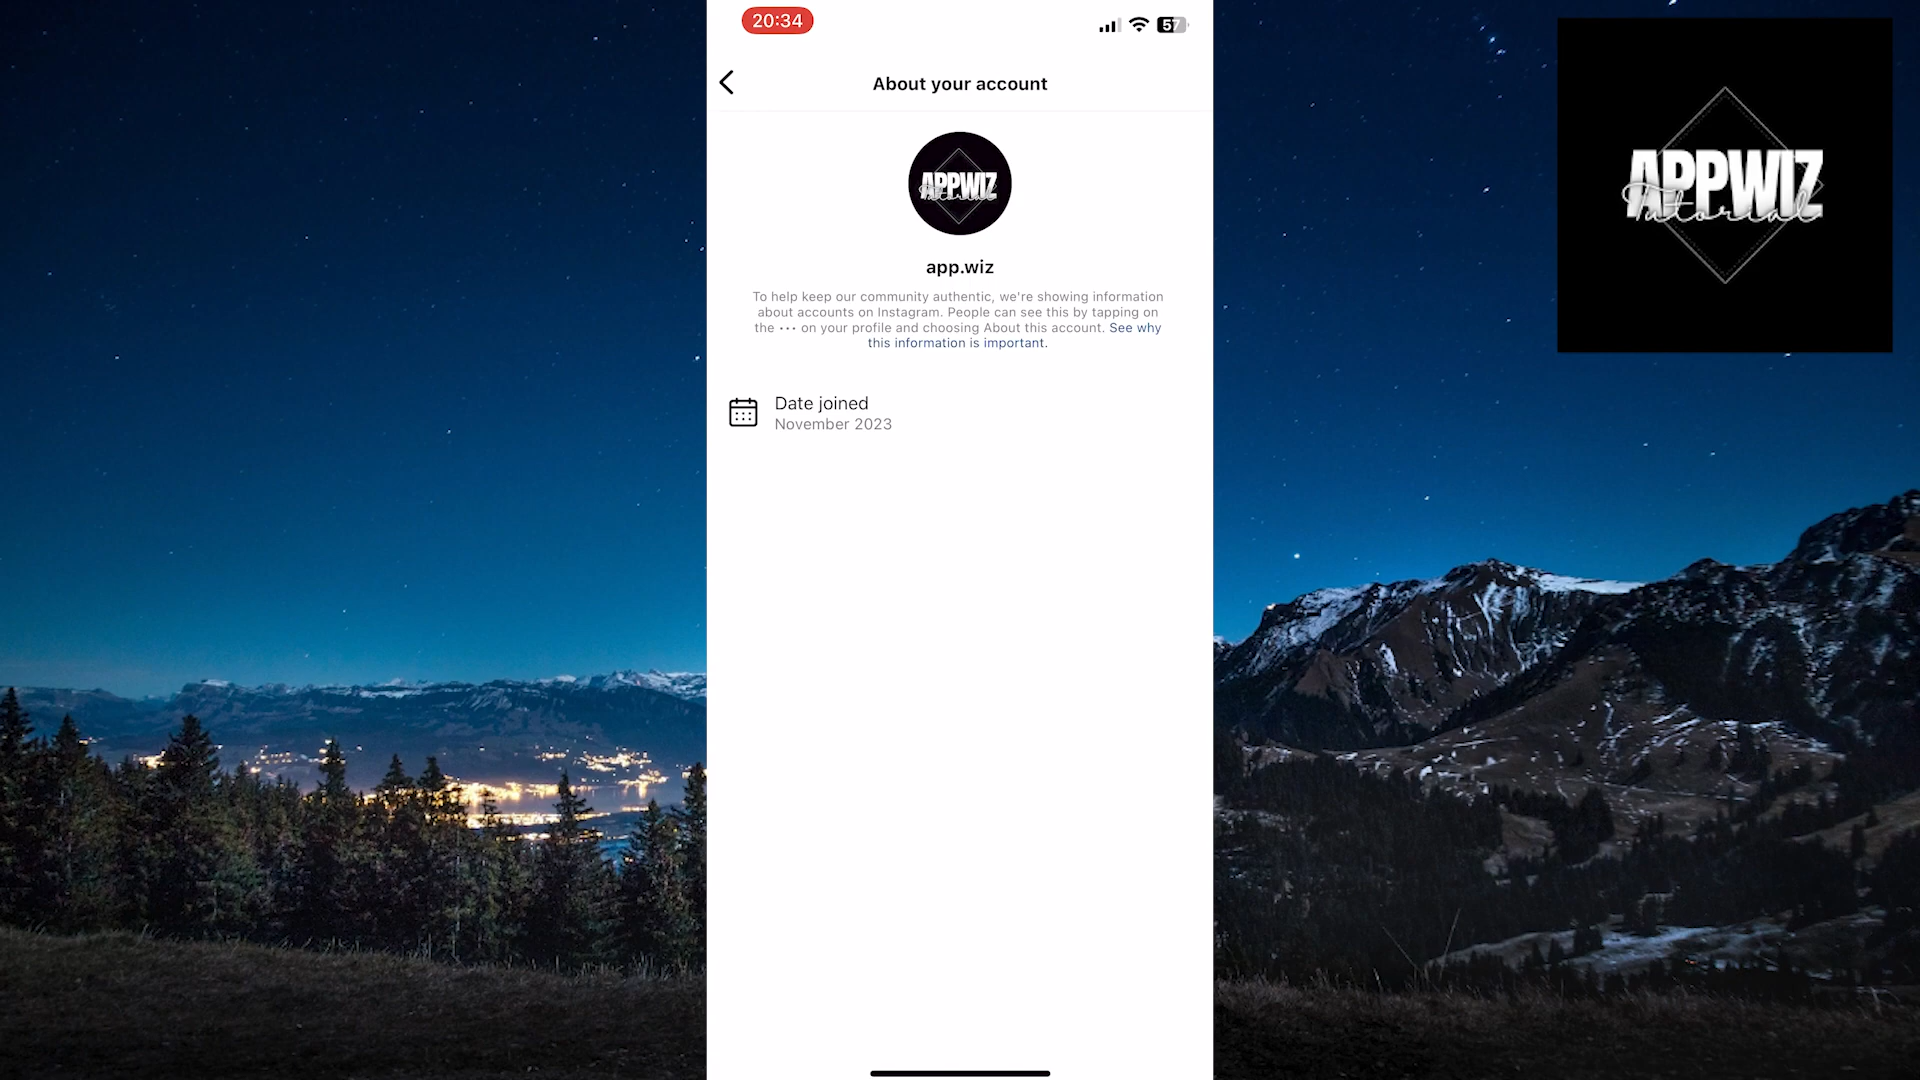 20:34
57
About your account
APPWIZ
Tutorial
app.wiz
To help keep our community authentic, we're showing information
about accounts on Instagram. People can see this by tapping on
the ··· on your profile and choosing About this account. See why
this information is important.
Date joined
November 2023
APPWIZ
Tutorial